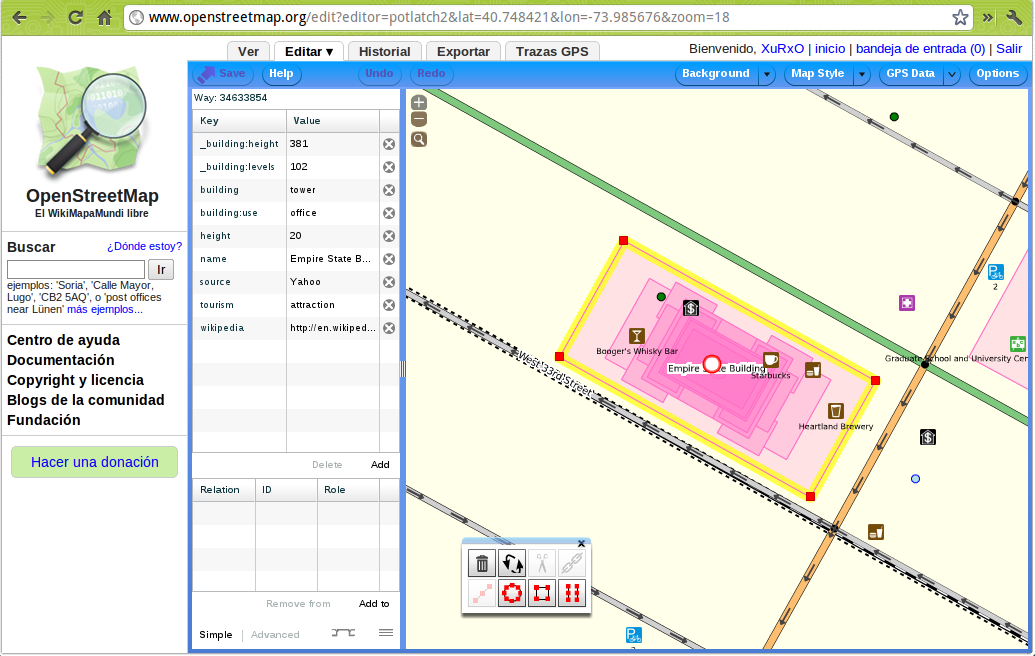 www.openstreetmap.org/edit?editor=potlatch2&lat=40.748421&lon=-73.985676&zoom=18
Ver
Editar ▾
Historial
Exportar
Trazas GPS
Bienvenido, XuRxO | inicio | bandeja de entrada (0) | Salir
Save
Help
Undo
Redo
Background
Map Style
GPS Data
Options
OpenStreetMap
El WikiMapaMundi libre
Buscar
¿Dónde estoy?
Ir
ejemplos: 'Soria', 'Calle Mayor,
Lugo', 'CB2 5AQ', o 'post offices
near Lünen' más ejemplos...
Centro de ayuda
Documentación
Copyright y licencia
Blogs de la comunidad
Fundación
Hacer una donación
Way: 34633854
Key Value
_building:height 381
_building:levels 102
building tower
building:use office
height 20
name Empire State B...
source Yahoo
tourism attraction
wikipedia http://en.wikiped...
Delete
Add
Relation ID Role
Remove from
Add to
Simple
Advanced
2
Graduate School and University Cer
West 33rd Street
Booger's Whisky Bar
Building
Starbucks
Heartland Brewery